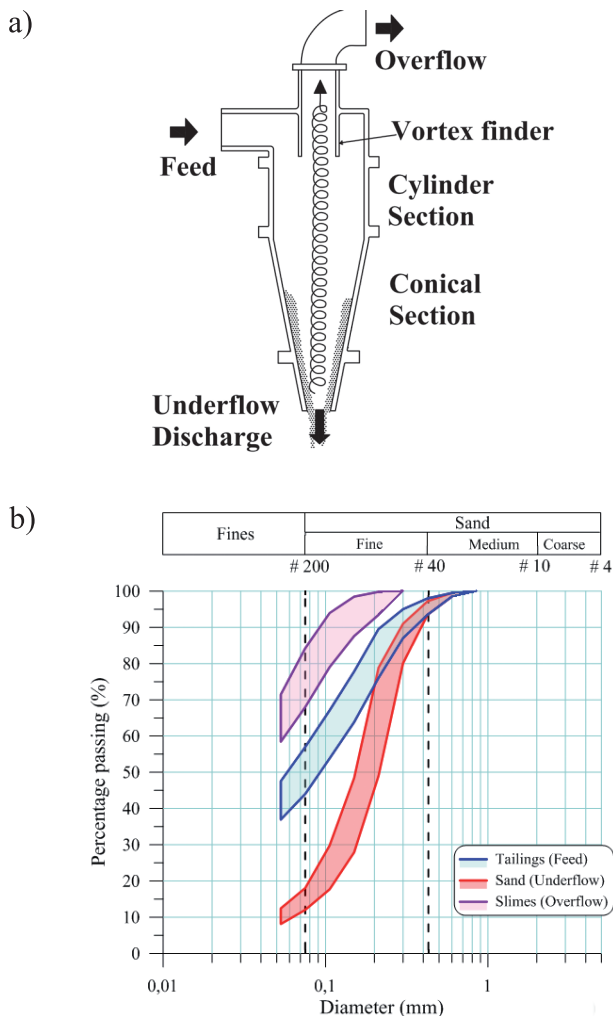 a)
Overflow
Feed
Vortex finder
Cylinder
Section
Conical
Section
Underflow
Discharge
b)
Fines
Sand
Fine
Medium
Coarse
# 200
# 40
# 10
# 4
100
90
80
70
60
50
40
30
20
10
0
Percentage passing (%)
Tailings (Feed)
Sand (Underflow)
Slimes (Overflow)
0,01
0,1
1
5
Diameter (mm)